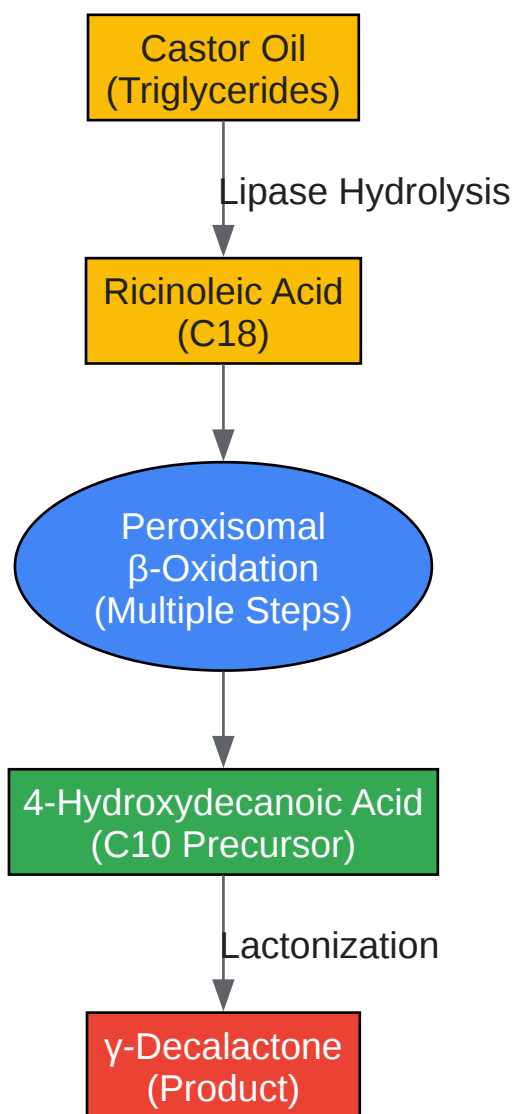 Castor Oil
(Triglycerides)
Lipase Hydrolysis
Ricinoleic Acid
(C18)
Peroxisomal
β-Oxidation
(Multiple Steps)
4-Hydroxydecanoic Acid
(C10 Precursor)
Lactonization
γ-Decalactone
(Product)